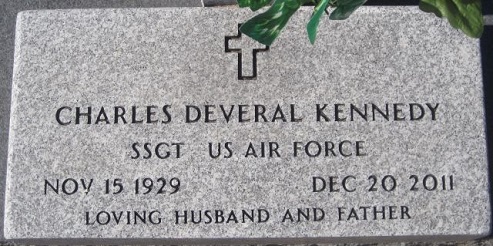 CHARLES DEVERAL KENNEDY
SSGT US AIR FORCE
NOV 15 1929 DEC 20 2011
LOVING HUSBAND AND FATHER